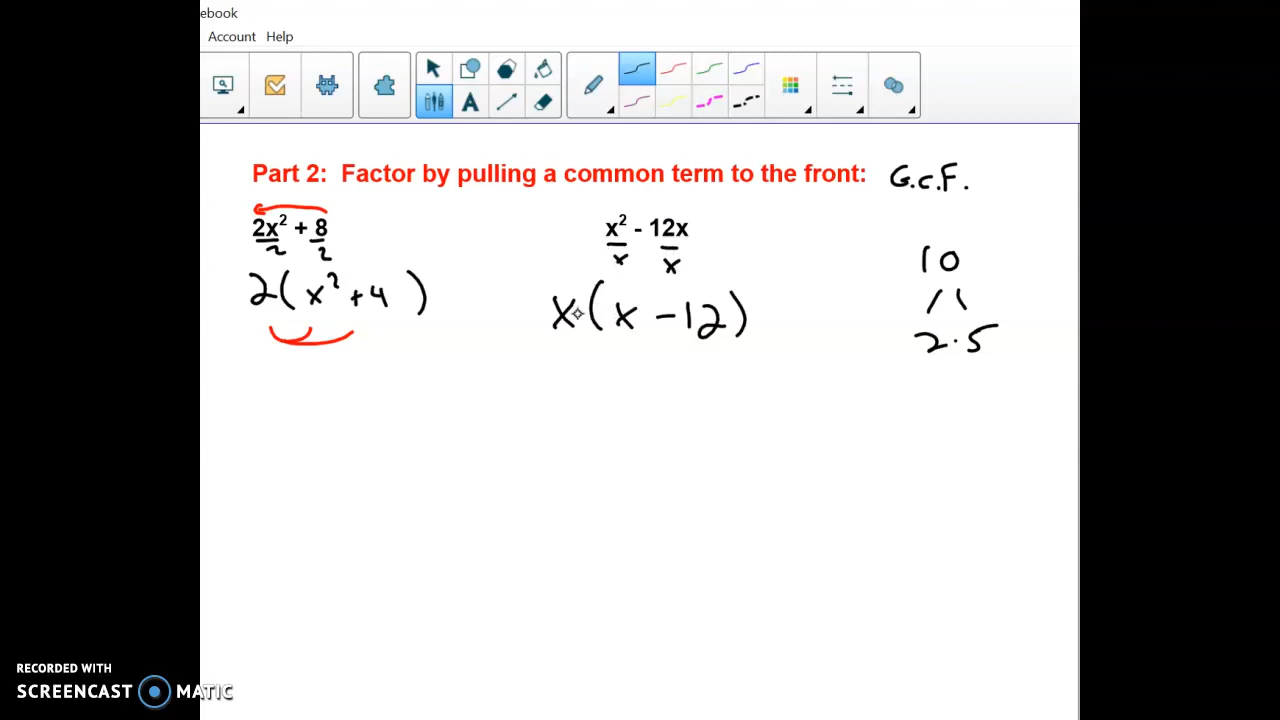 ebook
Account Help
Part 2: Factor by pulling a common term to the front: G.C.F.
2x² + 8
2 2
2(x² + 4)
x² - 12x
x x
x(x - 12)
10
2·5
RECORDED WITH
SCREENCAST MATIC